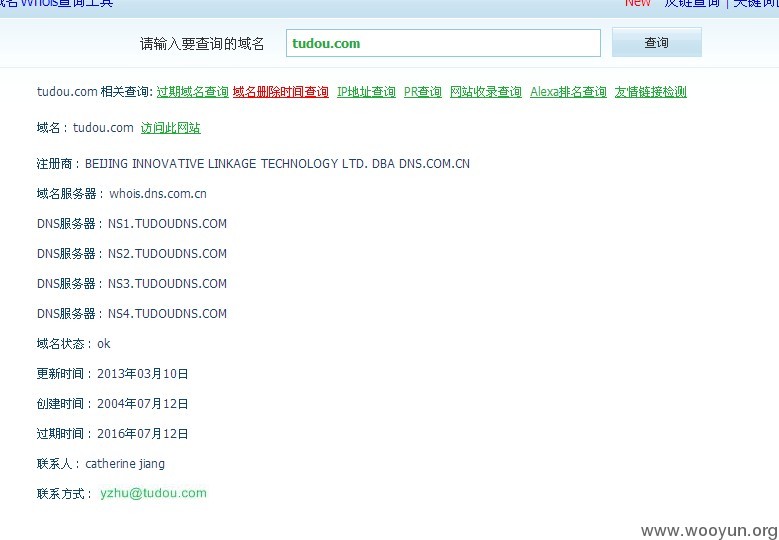 域名Whois查询工具 New 反链查询 | 关键词
请输入要查询的域名 tudou.com 查询
tudou.com 相关查询: 过期域名查询 域名删除时间查询 IP地址查询 PR查询 网站收录查询 Alexa排名查询 友情链接检测
域名：tudou.com 访问此网站
注册商：BEIJING INNOVATIVE LINKAGE TECHNOLOGY LTD. DBA DNS.COM.CN
域名服务器：whois.dns.com.cn
DNS服务器：NS1.TUDOUDNS.COM
DNS服务器：NS2.TUDOUDNS.COM
DNS服务器：NS3.TUDOUDNS.COM
DNS服务器：NS4.TUDOUDNS.COM
域名状态：ok
更新时间：2013年03月10日
创建时间：2004年07月12日
过期时间：2016年07月12日
联系人：catherine jiang
联系方式：yzhu@tudou.com
www.wooyun.org